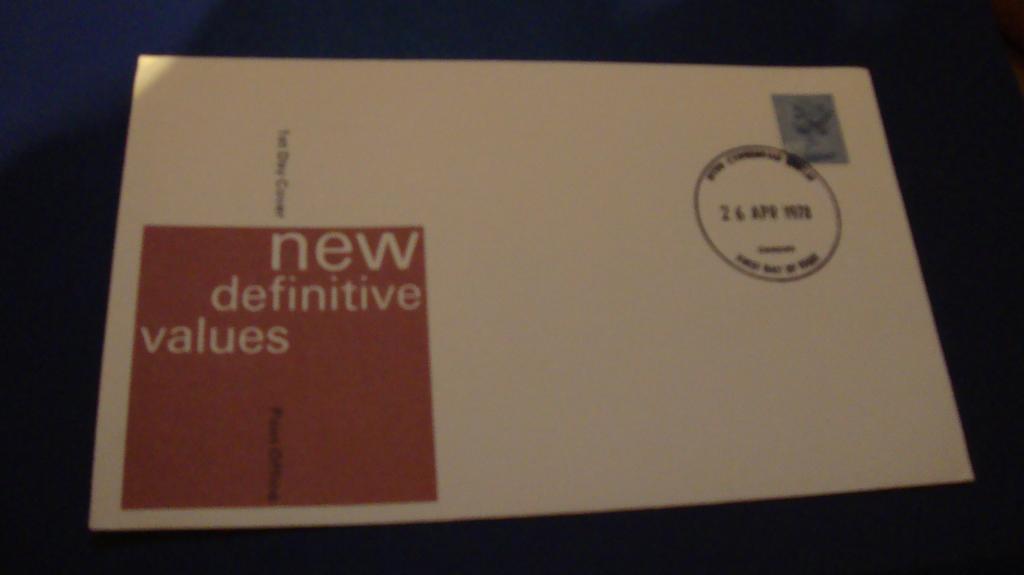 1st Day Cover
new
definitive
values
Post Office
26 APR 1978
FIRST DAY OF ISSUE